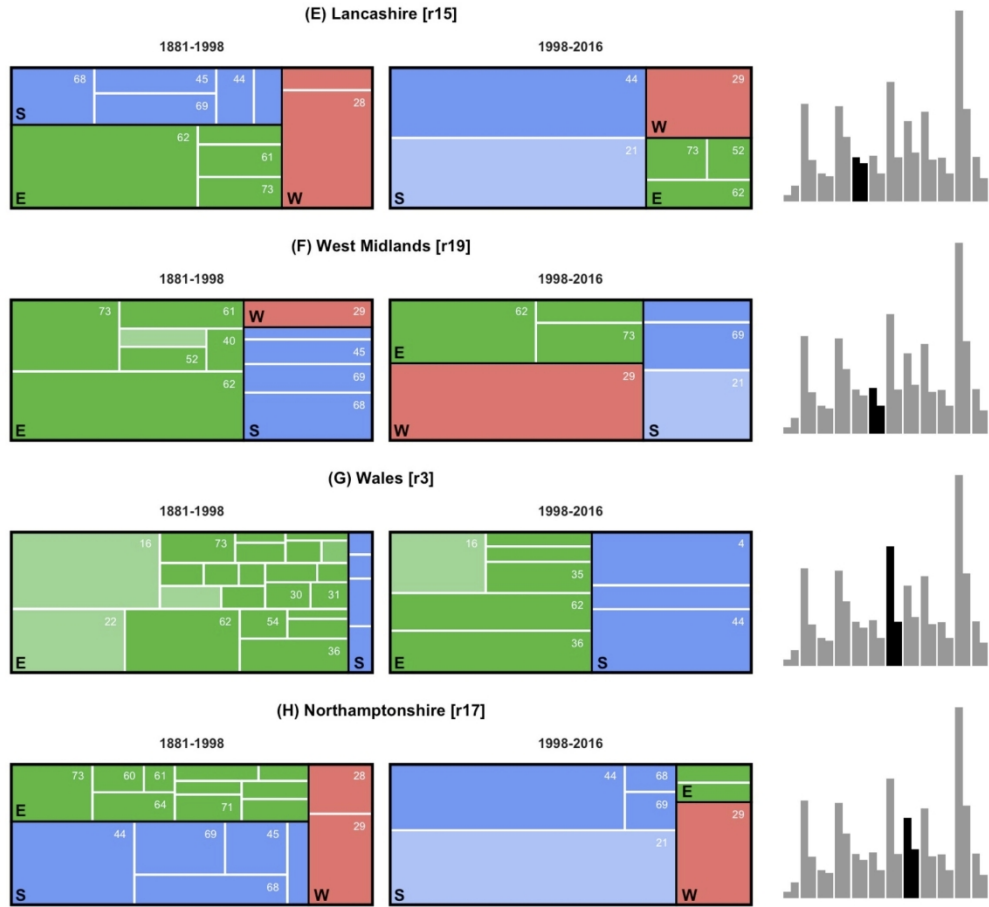 (E) Lancashire [r15]
1881-1998
1998-2016
68
45
44
28
69
S
62
61
73
E
W
44
29
W
21
73
52
62
S
E
(F) West Midlands [r19]
1881-1998
1998-2016
73
61
W
29
40
52
45
62
69
68
E
S
62
73
69
E
29
21
W
S
(G) Wales [r3]
1881-1998
1998-2016
16
73
30
31
22
62
54
36
E
S
16
35
4
62
44
36
E
S
(H) Northamptonshire [r17]
1881-1998
1998-2016
73
60
61
28
64
71
E
44
69
45
29
68
S
W
44
68
69
E
29
21
S
W